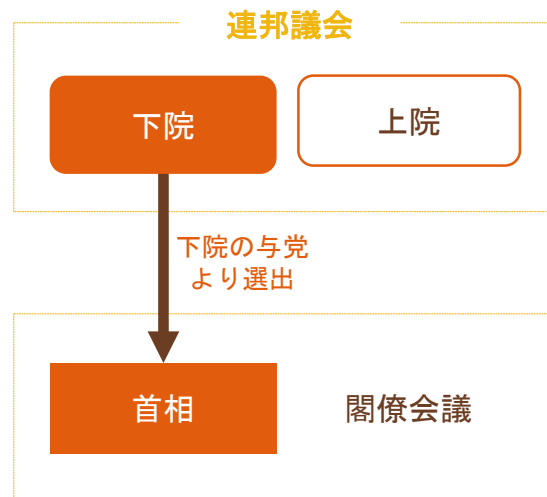 連邦議会
下院
上院
下院の与党
より選出
首相
閣僚会議